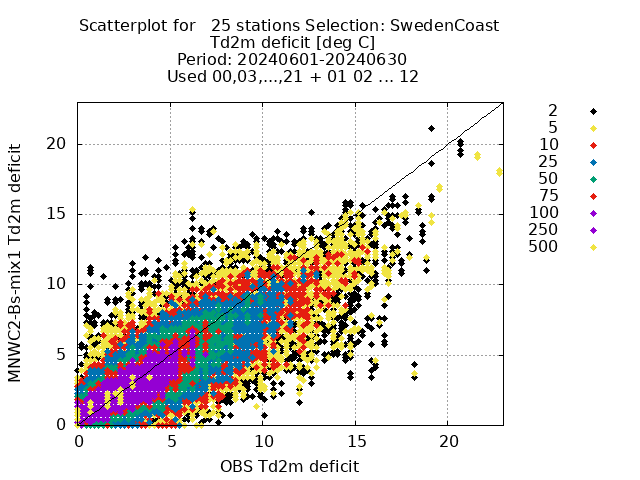 Scatterplot for   25 stations Selection: SwedenCoast
Td2m deficit [deg C]
Period: 20240601-20240630
Used 00,03,...,21 + 01 02 ... 12
MNWC2-Bs-mix1 Td2m deficit
20
15
10
5
0
0 5 10 15 20
OBS Td2m deficit
2
5
10
25
50
75
100
250
500